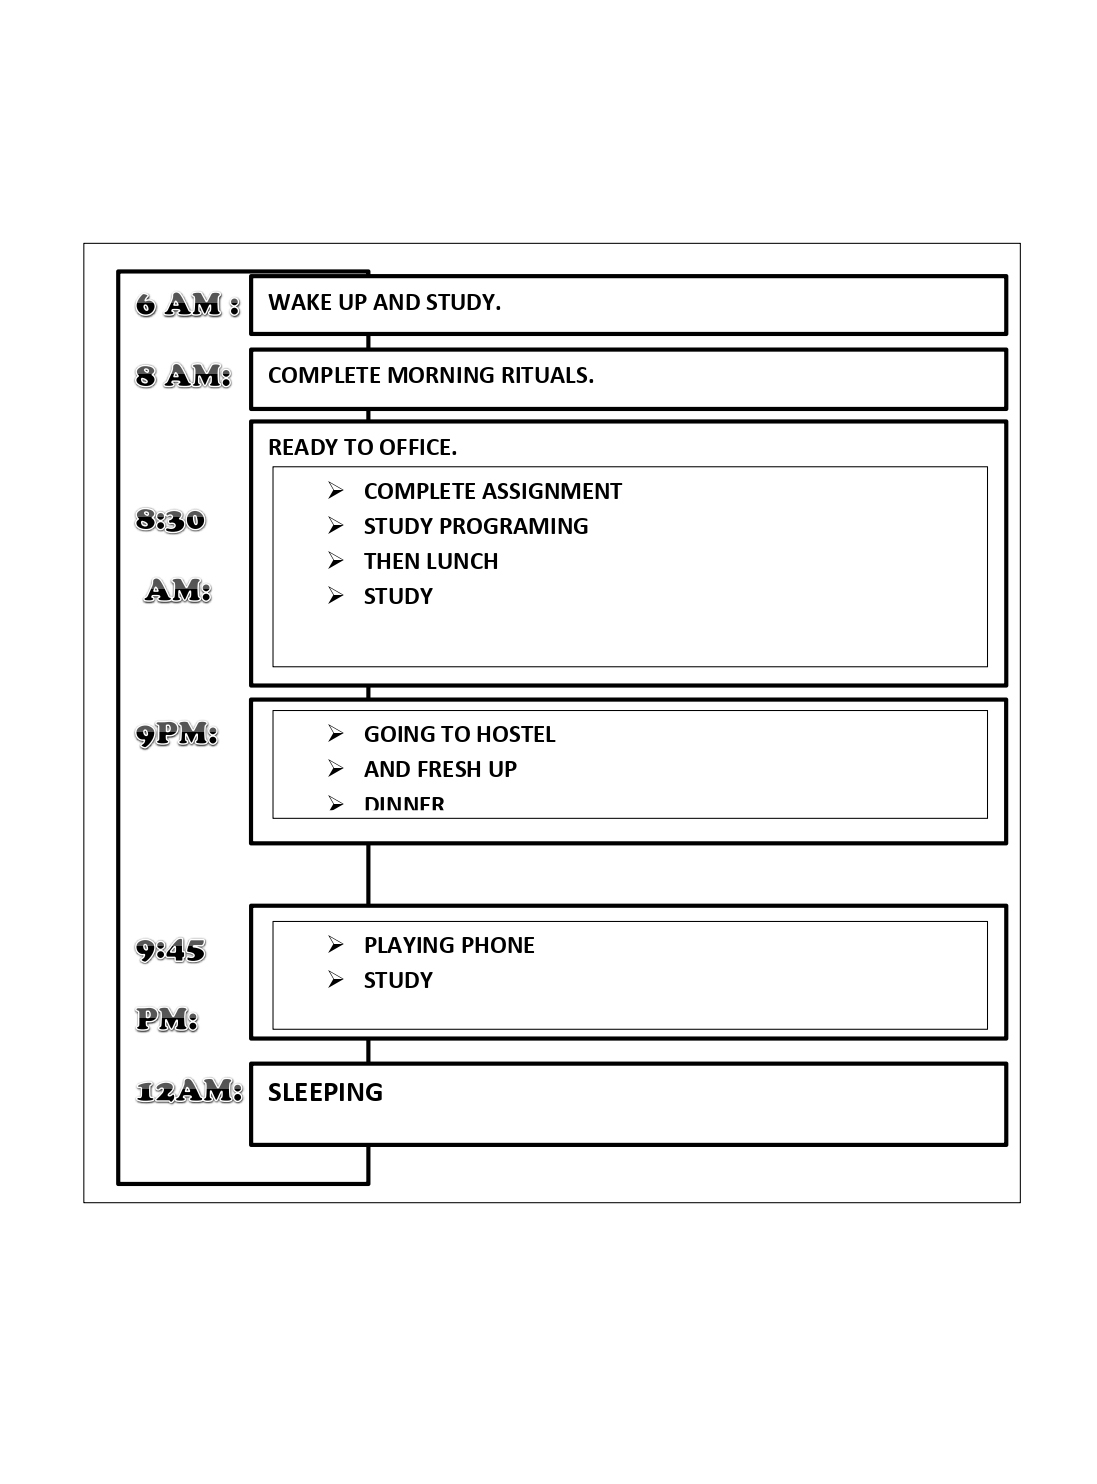 6 AM : WAKE UP AND STUDY.
8 AM: COMPLETE MORNING RITUALS.
READY TO OFFICE.
COMPLETE ASSIGNMENT
8:30 STUDY PROGRAMING
THEN LUNCH
AM: STUDY
9PM: GOING TO HOSTEL
AND FRESH UP
DINNER
9:45 PLAYING PHONE
STUDY
PM:
12AM: SLEEPING